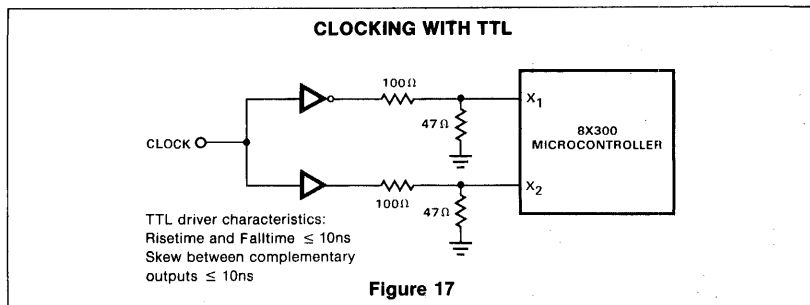 CLOCKING WITH TTL
100Ω
X1
47Ω
8X300
MICROCONTROLLER
CLOCK
X2
47Ω
100Ω
TTL driver characteristics:
Risetime and Falltime ≤ 10ns
Skew between complementary
outputs ≤ 10ns
Figure 17